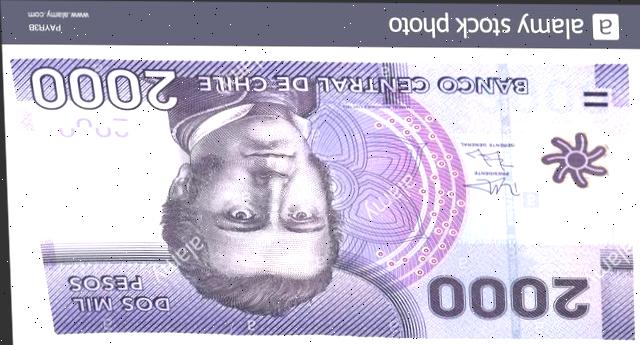 2000
DOS MIL
PESOS
PRESIDENTE
GERENTE GENERAL
BANCO CENTRAL DE CHILE
2000
alamy
alamy stock photo
PAYR3B
www.alamy.com